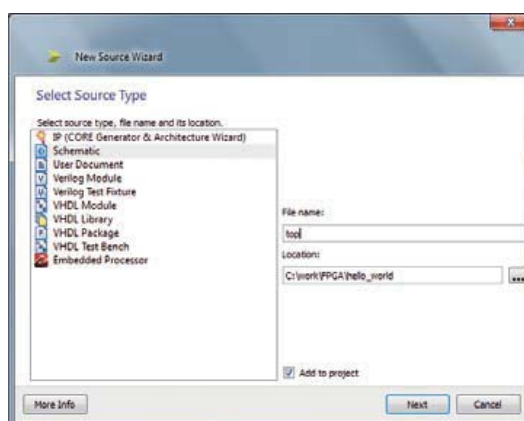 New Source Wizard
Select Source Type
Select source type, file name and its location.
IP (CORE Generator & Architecture Wizard)
Schematic
User Document
Verilog Module
Verilog Test Fixture
VHDL Module
VHDL Library
VHDL Package
VHDL Test Bench
Embedded Processor
File name:
top
Location:
C:\work\FPGA\hello_world
...
Add to project
More Info
Next
Cancel